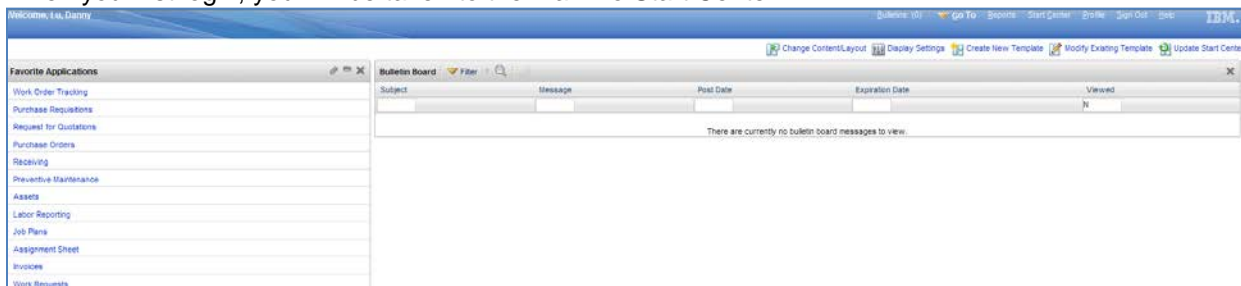 Welcome, Lu, Danny
Bulletins: (0) Go To Reports Start Center Profile Sign Out Help IBM.
Change Content/Layout Display Settings Create New Template Modify Existing Template Update Start Cente
Favorite Applications
Bulletin Board Filter
Work Order Tracking
Subject Message Post Date Expiration Date Viewed
Purchase Requisitions
N
Request for Quotations
There are currently no bulletin board messages to view.
Purchase Orders
Receiving
Preventive Maintenance
Assets
Labor Reporting
Job Plans
Assignment Sheet
Invoices
Work Requests